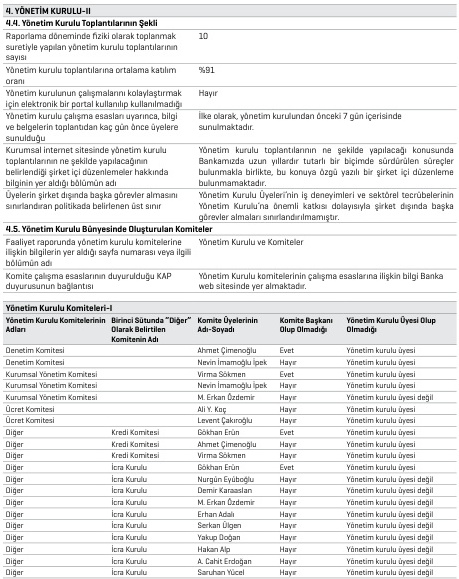 4. YÖNETİM KURULU-II
4.4. Yönetim Kurulu Toplantılarının Şekli
Raporlama döneminde fiziki olarak toplanmak suretiyle yapılan yönetim kurulu toplantılarının sayısı 10
Yönetim kurulu toplantılarına ortalama katılım oranı %91
Yönetim kurulunun çalışmalarını kolaylaştırmak için elektronik bir portal kullanılıp kullanılmadığı Hayır
Yönetim kurulu çalışma esasları uyarınca, bilgi ve belgelerin toplantıdan kaç gün önce üyelere sunulduğu İlke olarak, yönetim kurulundan önceki 7 gün içerisinde sunulmaktadır.
Kurumsal internet sitesinde yönetim kurulu toplantılarının ne şekilde yapılacağının belirlendiği şirket içi düzenlemeler hakkında bilginin yer aldığı bölümün adı Yönetim kurulu toplantılarının ne şekilde yapılacağı konusunda Bankamızda uzun yıllardır tutarlı bir biçimde sürdürülen süreçler bulunmakla birlikte, bu konuya özgü yazılı bir şirket içi düzenleme bulunmamaktadır.
Üyelerin şirket dışında başka görevler almasını sınırlandıran politikada belirlenen üst sınır Yönetim Kurulu Üyeleri'nin iş deneyimleri ve sektörel tecrübelerinin Yönetim Kurulu'na önemli katkısı dolayısıyla şirket dışında başka görevler almaları sınırlandırılmamıştır.
4.5. Yönetim Kurulu Bünyesinde Oluşturulan Komiteler
Faaliyet raporunda yönetim kurulu komitelerine ilişkin bilgilerin yer aldığı sayfa numarası veya ilgili bölümün adı Yönetim Kurulu ve Komiteler
Komite çalışma esaslarının duyurulduğu KAP duyurusunun bağlantısı Yönetim Kurulu komitelerinin çalışma esaslarına ilişkin bilgi Banka web sitesinde yer almaktadır.
Yönetim Kurulu Komiteleri-I
Yönetim Kurulu Komitelerinin Adları Birinci Sütunda "Diğer" Olarak Belirtilen Komitenin Adı Komite Üyelerinin Adı-Soyadı Komite Başkanı Olup Olmadığı Yönetim Kurulu Üyesi Olup Olmadığı
Denetim Komitesi Ahmet Çimenoğlu Evet Yönetim kurulu üyesi
Denetim Komitesi Nevin İmamoğlu İpek Hayır Yönetim kurulu üyesi
Kurumsal Yönetim Komitesi Virma Sökmen Evet Yönetim kurulu üyesi
Kurumsal Yönetim Komitesi Nevin İmamoğlu İpek Hayır Yönetim kurulu üyesi
Kurumsal Yönetim Komitesi M. Erkan Özdemir Hayır Yönetim kurulu üyesi değil
Ücret Komitesi Ali Y. Koç Hayır Yönetim kurulu üyesi
Ücret Komitesi Levent Çakıroğlu Hayır Yönetim kurulu üyesi
Diğer Kredi Komitesi Gökhan Erün Evet Yönetim kurulu üyesi
Diğer Kredi Komitesi Ahmet Çimenoğlu Hayır Yönetim kurulu üyesi
Diğer Kredi Komitesi Virma Sökmen Hayır Yönetim kurulu üyesi
Diğer İcra Kurulu Gökhan Erün Evet Yönetim kurulu üyesi
Diğer İcra Kurulu Nurgün Eyüboğlu Hayır Yönetim kurulu üyesi değil
Diğer İcra Kurulu Demir Karaaslan Hayır Yönetim kurulu üyesi değil
Diğer İcra Kurulu M. Erkan Özdemir Hayır Yönetim kurulu üyesi değil
Diğer İcra Kurulu Erhan Adalı Hayır Yönetim kurulu üyesi değil
Diğer İcra Kurulu Serkan Ülgen Hayır Yönetim kurulu üyesi değil
Diğer İcra Kurulu Yakup Doğan Hayır Yönetim kurulu üyesi değil
Diğer İcra Kurulu Hakan Alp Hayır Yönetim kurulu üyesi değil
Diğer İcra Kurulu A. Cahit Erdoğan Hayır Yönetim kurulu üyesi değil
Diğer İcra Kurulu Saruhan Yücel Hayır Yönetim kurulu üyesi değil